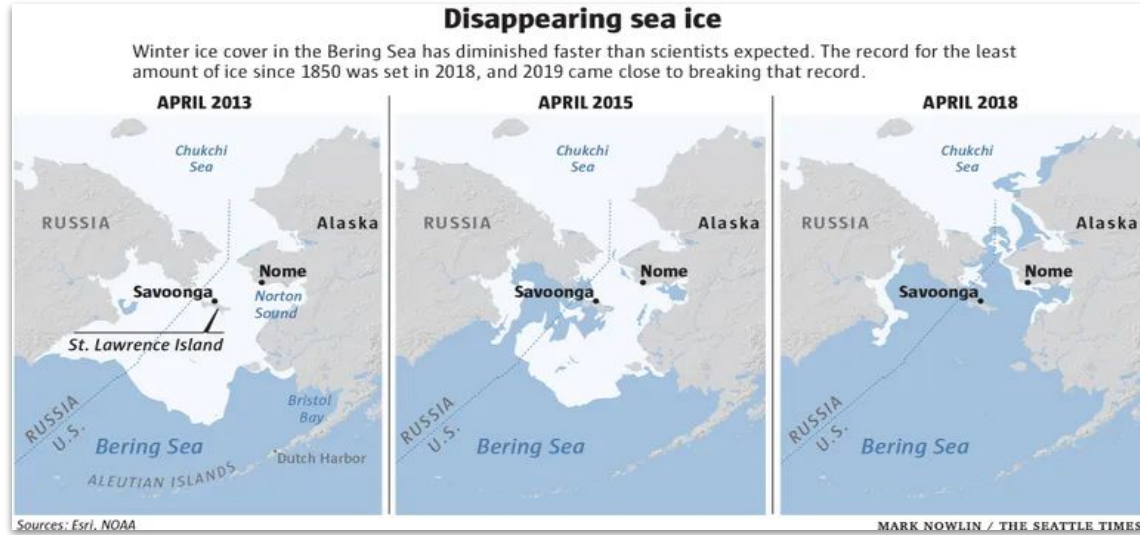 Disappearing sea ice
Winter ice cover in the Bering Sea has diminished faster than scientists expected. The record for the least
amount of ice since 1850 was set in 2018, and 2019 came close to breaking that record.
APRIL 2013
Chukchi
Sea
RUSSIA
Alaska
Nome
Savoonga
Norton
Sound
St. Lawrence Island
RUSSIA
U.S.
Bristol
Bay
Bering Sea
Dutch Harbor
ALEUTIAN ISLANDS
APRIL 2015
Chukchi
Sea
RUSSIA
Alaska
Nome
Savoonga
RUSSIA
U.S.
Bering Sea
APRIL 2018
Chukchi
Sea
RUSSIA
Alaska
Nome
Savoonga
RUSSIA
U.S.
Bering Sea
Sources: Esri, NOAA
MARK NOWLIN / THE SEATTLE TIMES